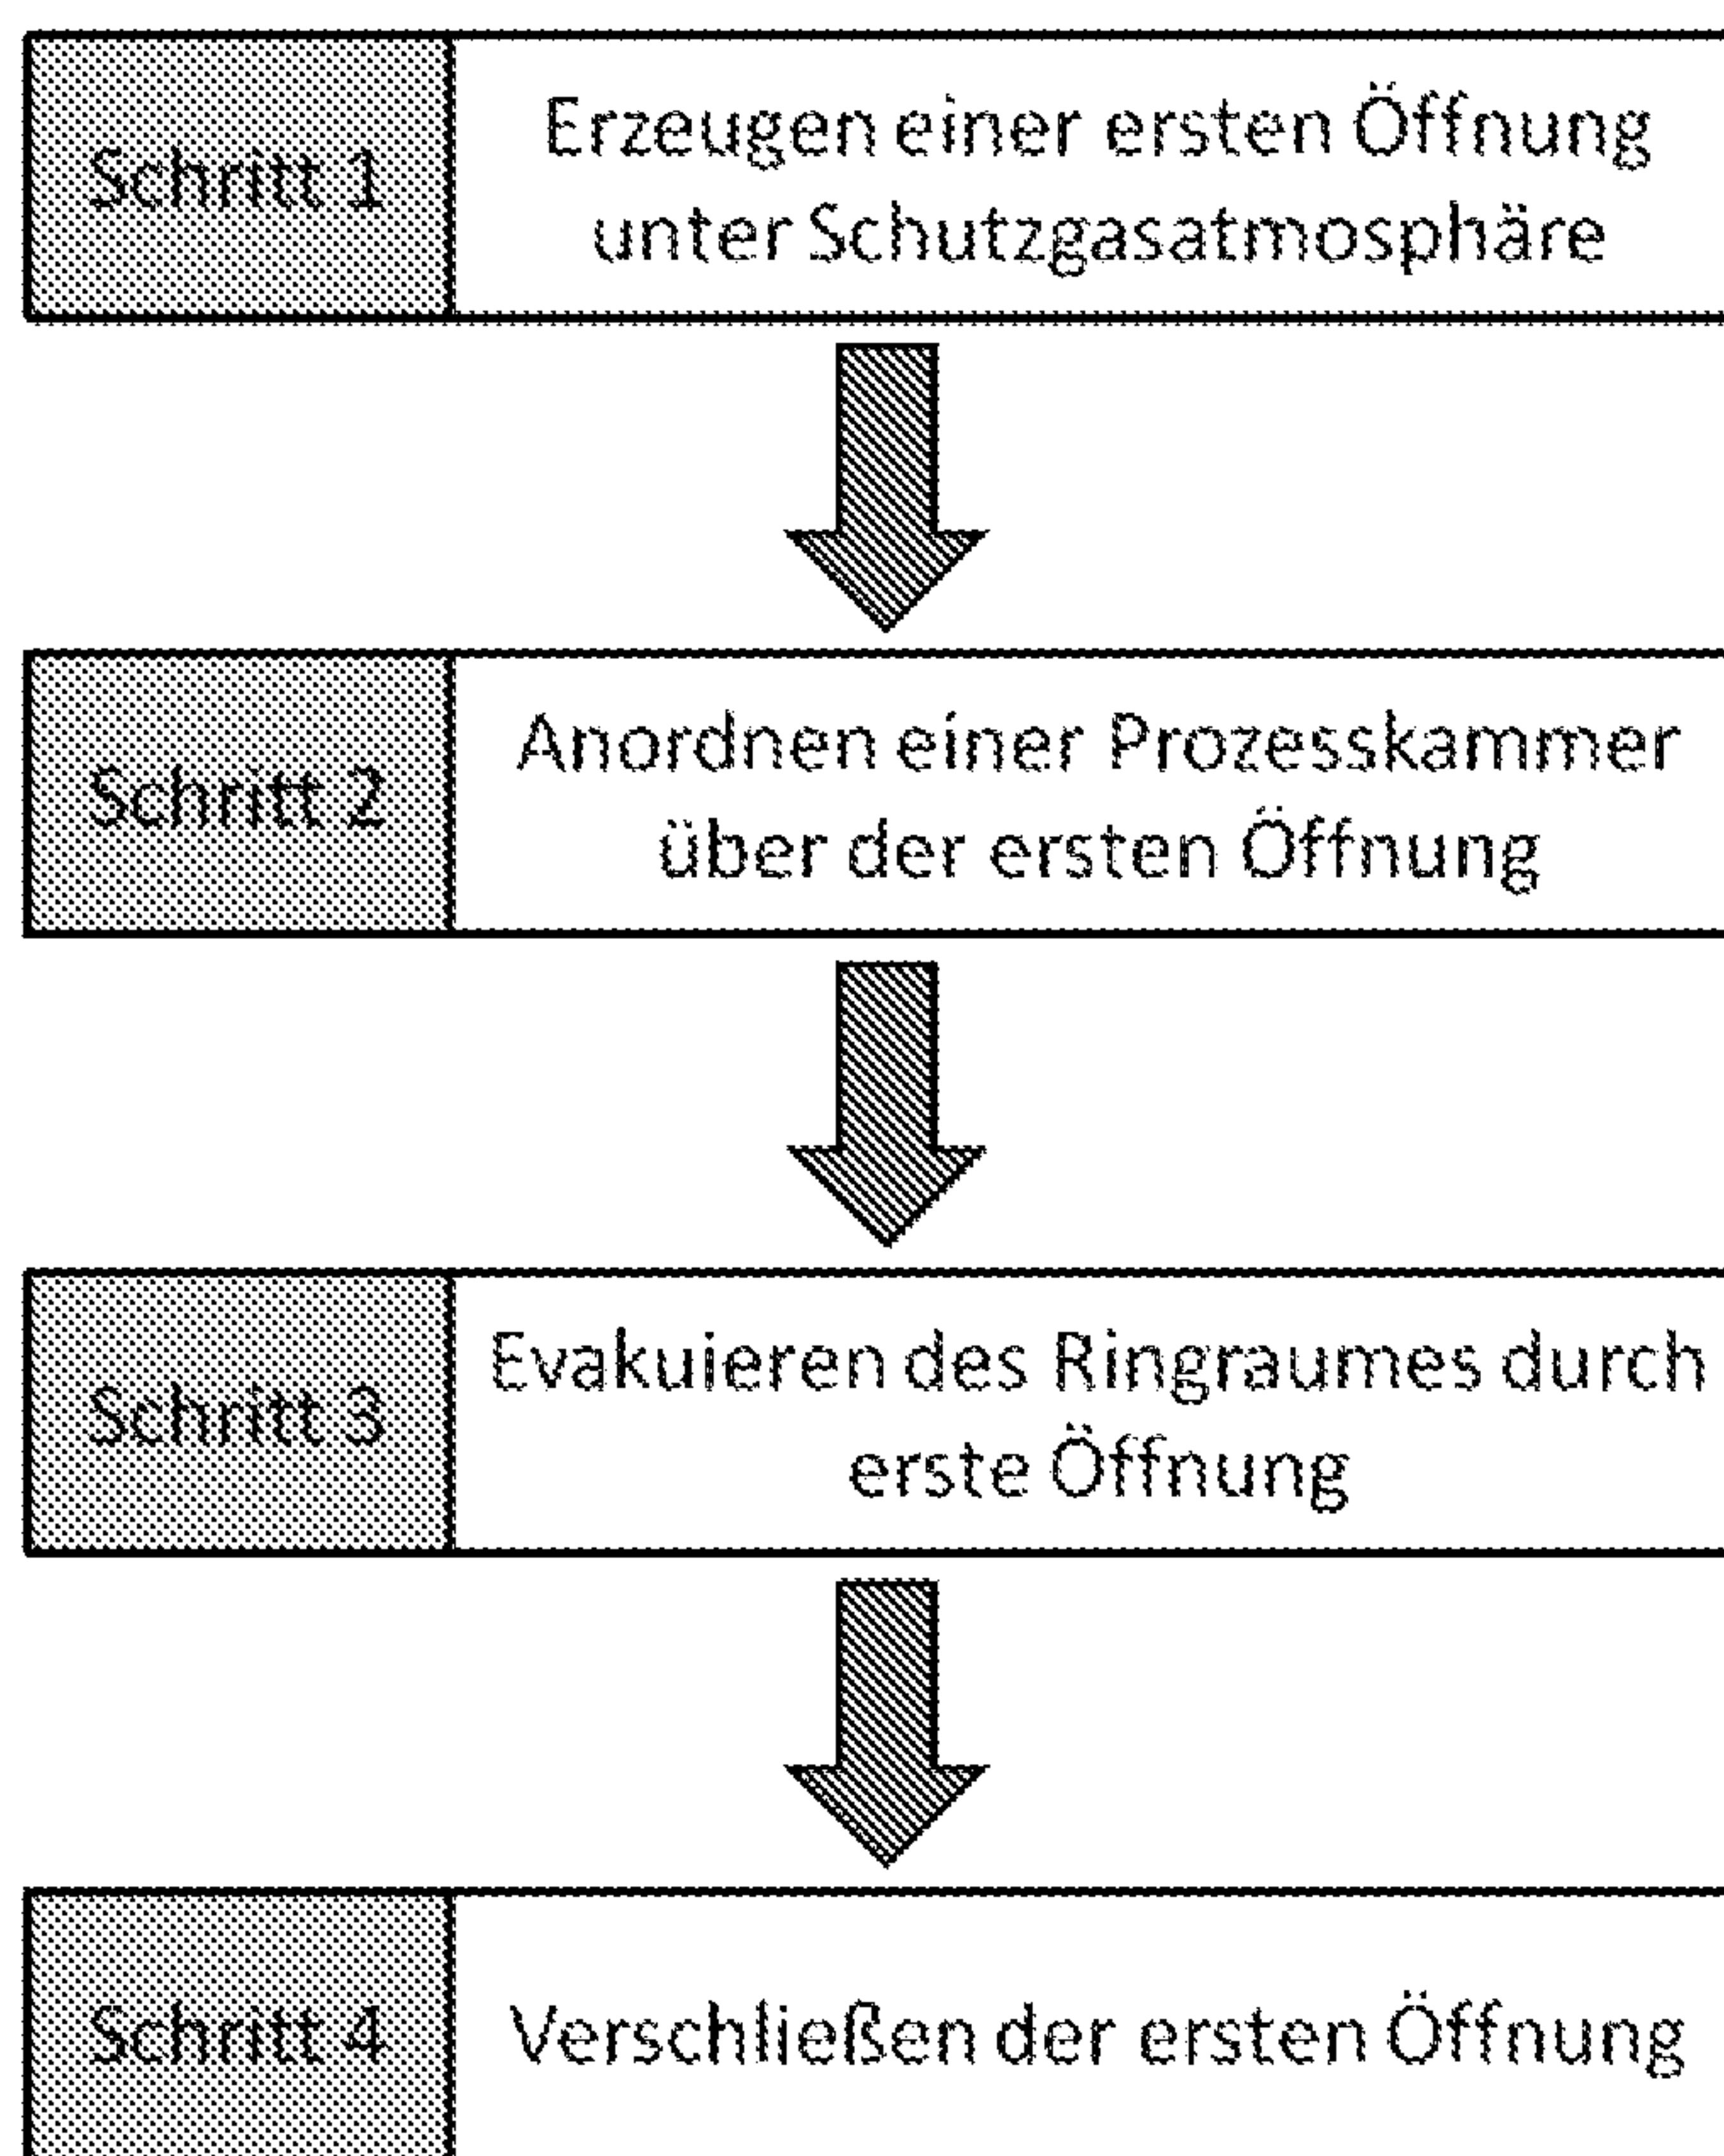 Schritt 1
Erzeugen einer ersten Öffnung
unter Schutzgasatmosphäre
Schritt 2
Anordnen einer Prozesskammer
über der ersten Öffnung
Schritt 3
Evakuieren des Ringraumes durch
erste Öffnung
Schritt 4
Verschließen der ersten Öffnung